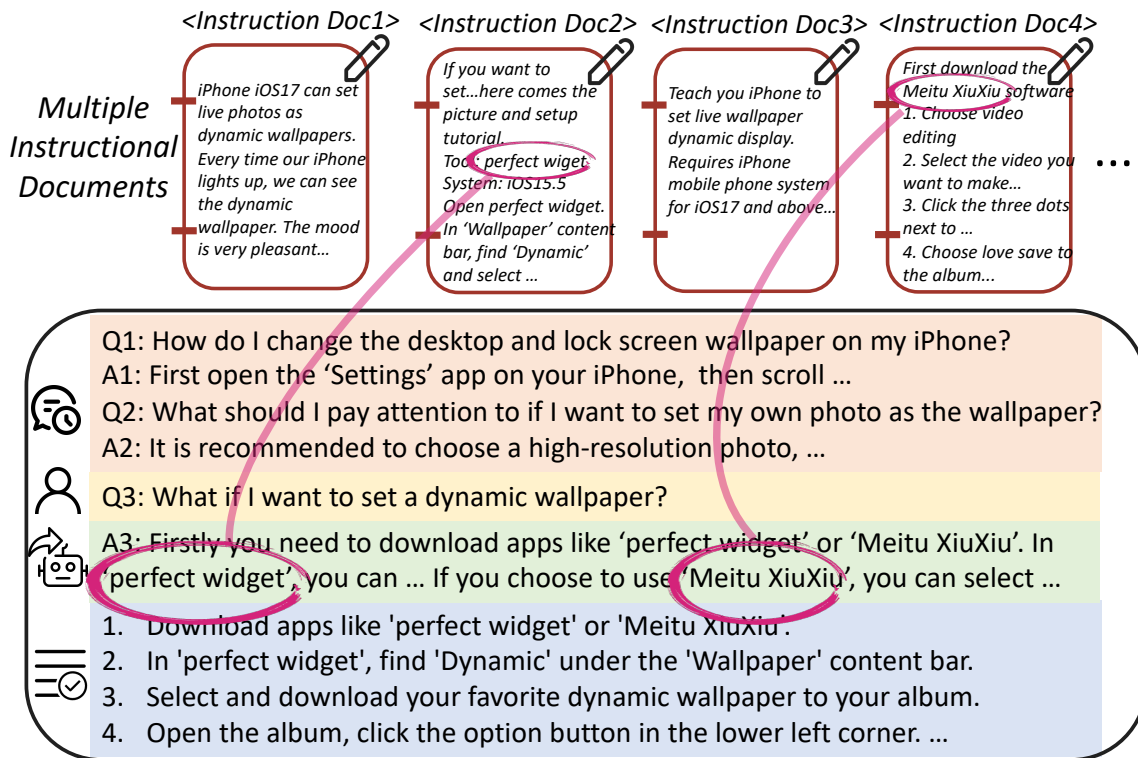 <Instruction Doc1>
<Instruction Doc2>
<Instruction Doc3>
<Instruction Doc4>
Multiple
Instructional
Documents
iPhone iOS17 can set
live photos as
dynamic wallpapers.
Every time our iPhone
lights up, we can see
the dynamic
wallpaper. The mood
is very pleasant…
If you want to
set…here comes the
picture and setup
tutorial.
Tool: perfect wiget
System: iOS15.5
Open perfect widget.
In ‘Wallpaper’ content
bar, find ‘Dynamic’
and select …
Teach you iPhone to
set live wallpaper
dynamic display.
Requires iPhone
mobile phone system
for iOS17 and above…
First download the
Meitu XiuXiu software
1. Choose video
editing
2. Select the video you
want to make…
3. Click the three dots
next to …
4. Choose love save to
the album...
...
Q1: How do I change the desktop and lock screen wallpaper on my iPhone?
A1: First open the ‘Settings’ app on your iPhone, then scroll …
Q2: What should I pay attention to if I want to set my own photo as the wallpaper?
A2: It is recommended to choose a high-resolution photo, …
Q3: What if I want to set a dynamic wallpaper?
A3: Firstly you need to download apps like ‘perfect widget’ or ‘Meitu XiuXiu’. In
‘perfect widget’, you can … If you choose to use ‘Meitu XiuXiu’, you can select …
1. Download apps like 'perfect widget' or 'Meitu XiuXiu'.
2. In 'perfect widget', find 'Dynamic' under the 'Wallpaper' content bar.
3. Select and download your favorite dynamic wallpaper to your album.
4. Open the album, click the option button in the lower left corner. …